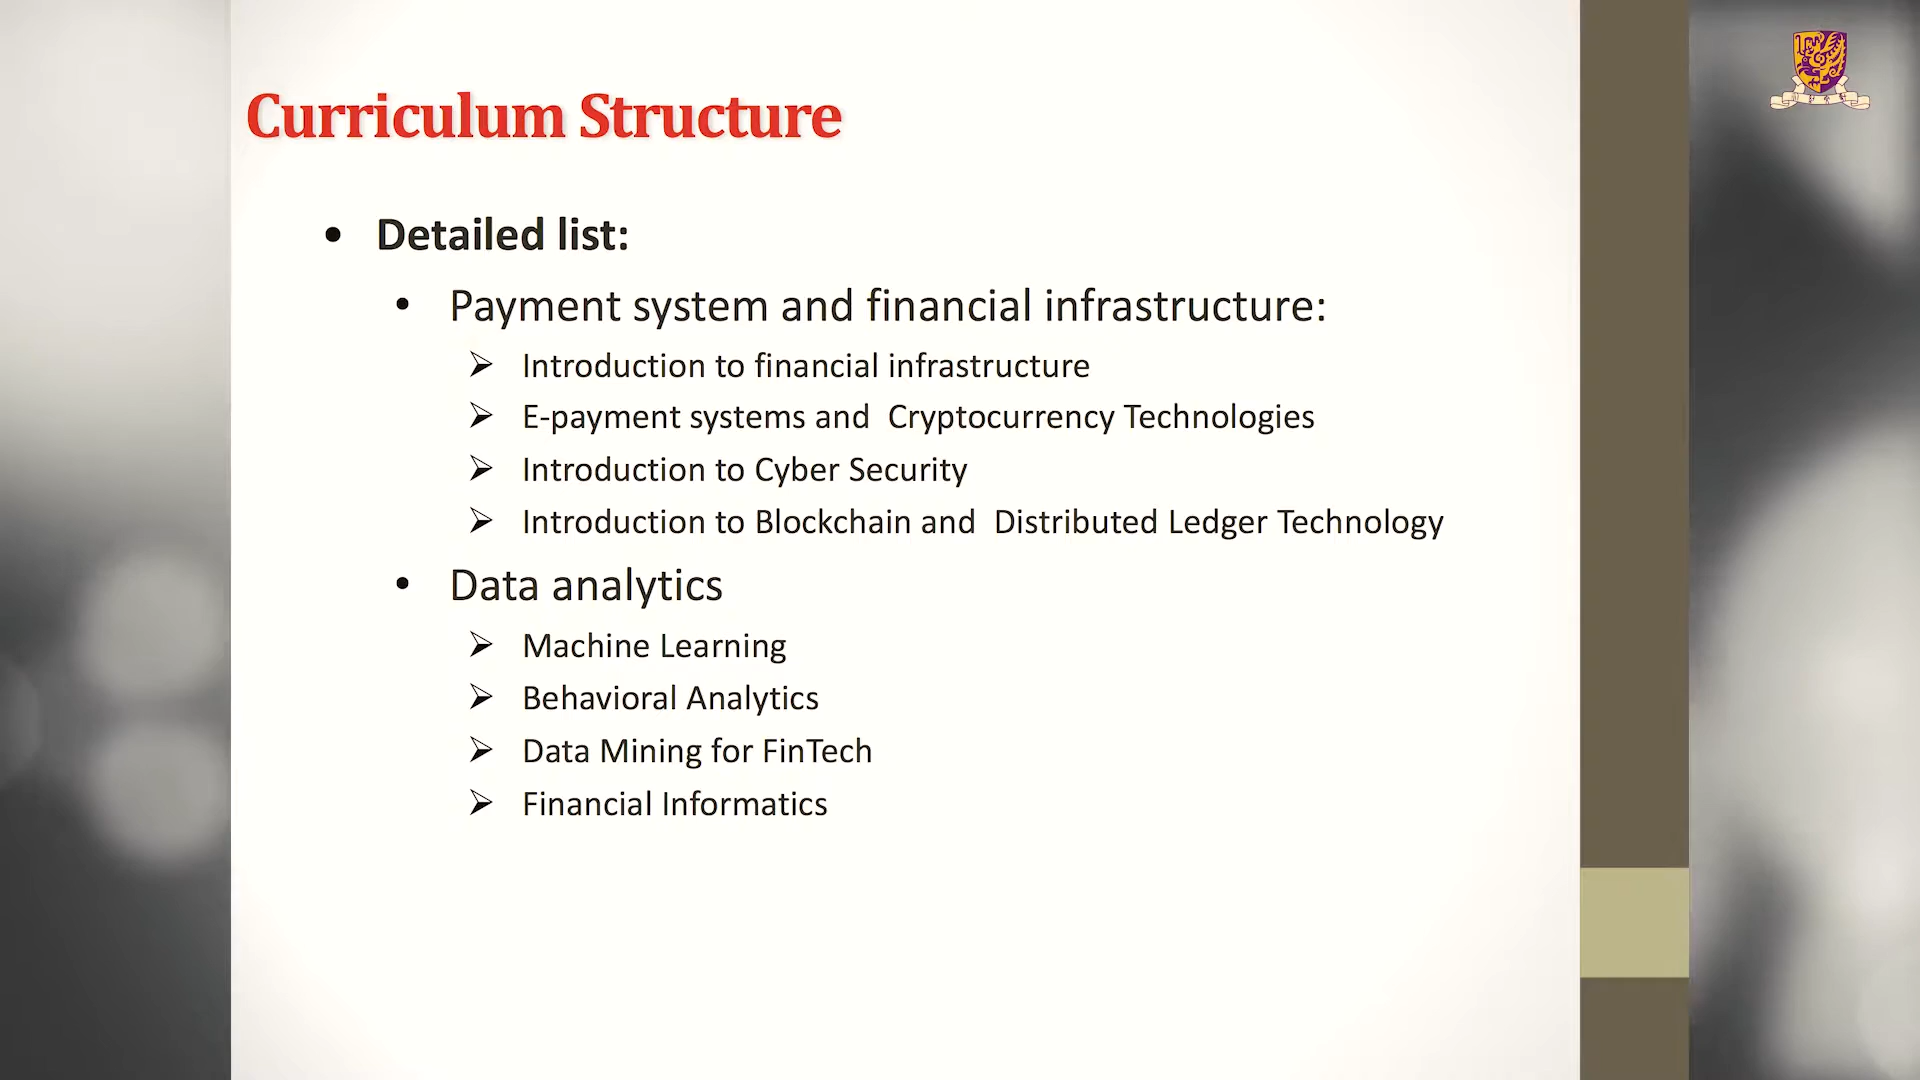 Curriculum Structure
• Detailed list:
• Payment system and financial infrastructure:
➢ Introduction to financial infrastructure
➢ E-payment systems and  Cryptocurrency Technologies
➢ Introduction to Cyber Security
➢ Introduction to Blockchain and  Distributed Ledger Technology
• Data analytics
➢ Machine Learning
➢ Behavioral Analytics
➢ Data Mining for FinTech
➢ Financial Informatics